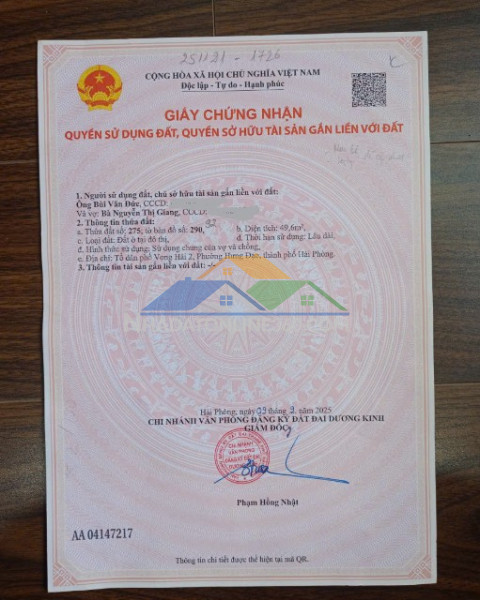 251121 - 1726
CỘNG HÒA XÃ HỘI CHỦ NGHĨA VIỆT NAM
Độc lập - Tự do - Hạnh phúc
GIẤY CHỨNG NHẬN
QUYỀN SỬ DỤNG ĐẤT, QUYỀN SỞ HỮU TÀI SẢN GẮN LIỀN VỚI ĐẤT
1. Người sử dụng đất, chủ sở hữu tài sản gắn liền với đất:
Ông Bùi Văn Đức, CCCD:
Và vợ: Bà Nguyễn Thị Giang, CCCD:
2. Thông tin thửa đất:
a. Thửa đất số: 275; tờ bản đồ số: 290, b. Diện tích: 49,6m²,
c. Loại đất: Đất ở tại đô thị, d. Thời hạn sử dụng: Lâu dài,
đ. Hình thức sử dụng: Sử dụng chung của vợ và chồng,
e. Địa chỉ: Tổ dân phố Vọng Hải 2, Phường Hưng Đạo, thành phố Hải Phòng.
3. Thông tin tài sản gắn liền với đất: -/-
Hải Phòng, ngày tháng năm 2025
CHI NHÁNH VĂN PHÒNG ĐĂNG KÝ ĐẤT ĐAI DƯƠNG KINH
GIÁM ĐỐC
Phạm Hồng Nhật
AA 04147217
Thông tin chi tiết được thể hiện tại mã QR.